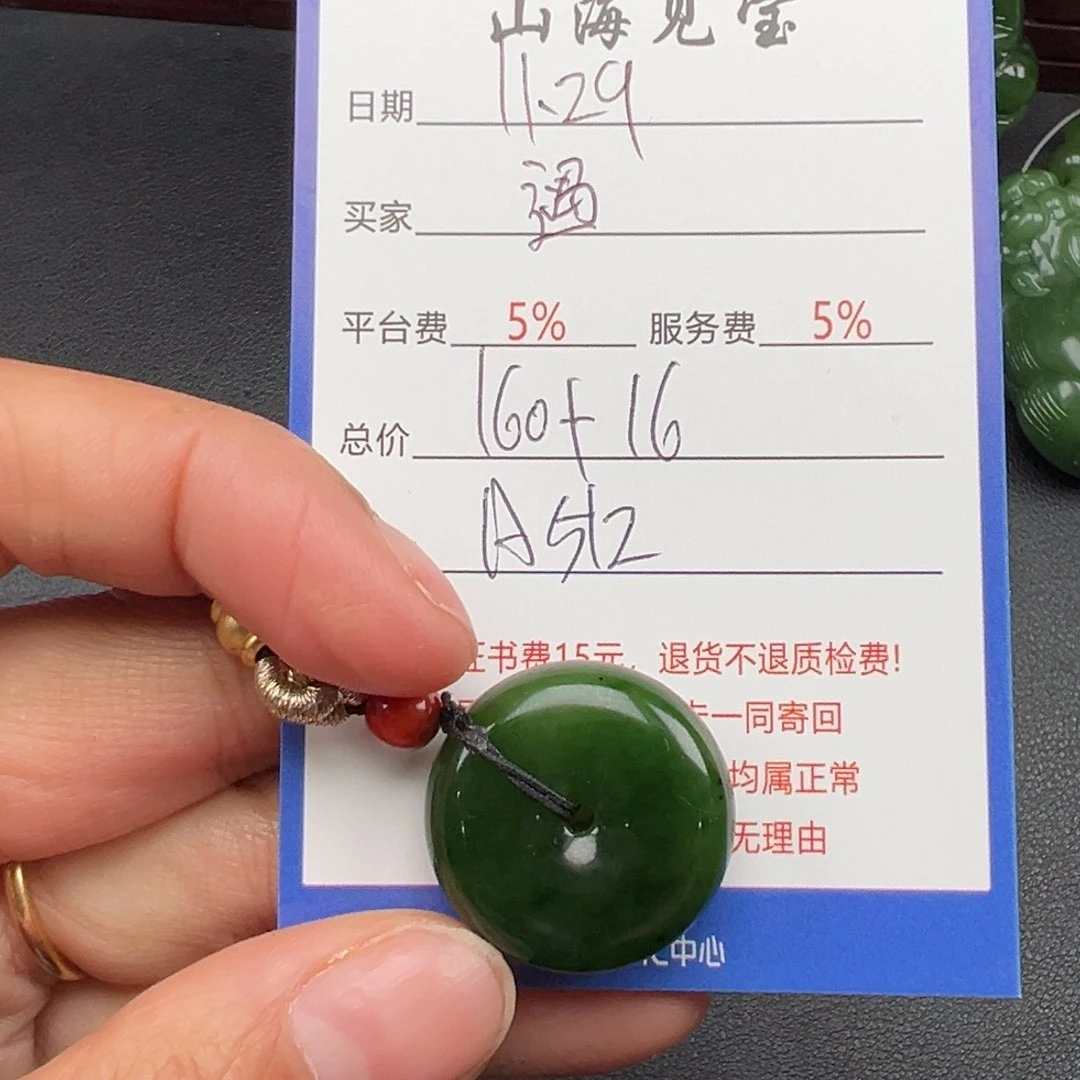 山海见宝
日期 11.29
买家 遇
平台费 5% 服务费 5%
总价 160+16
A512
证书费15元，退货不退质检费!
一同寄回
均属正常
无理由
中心